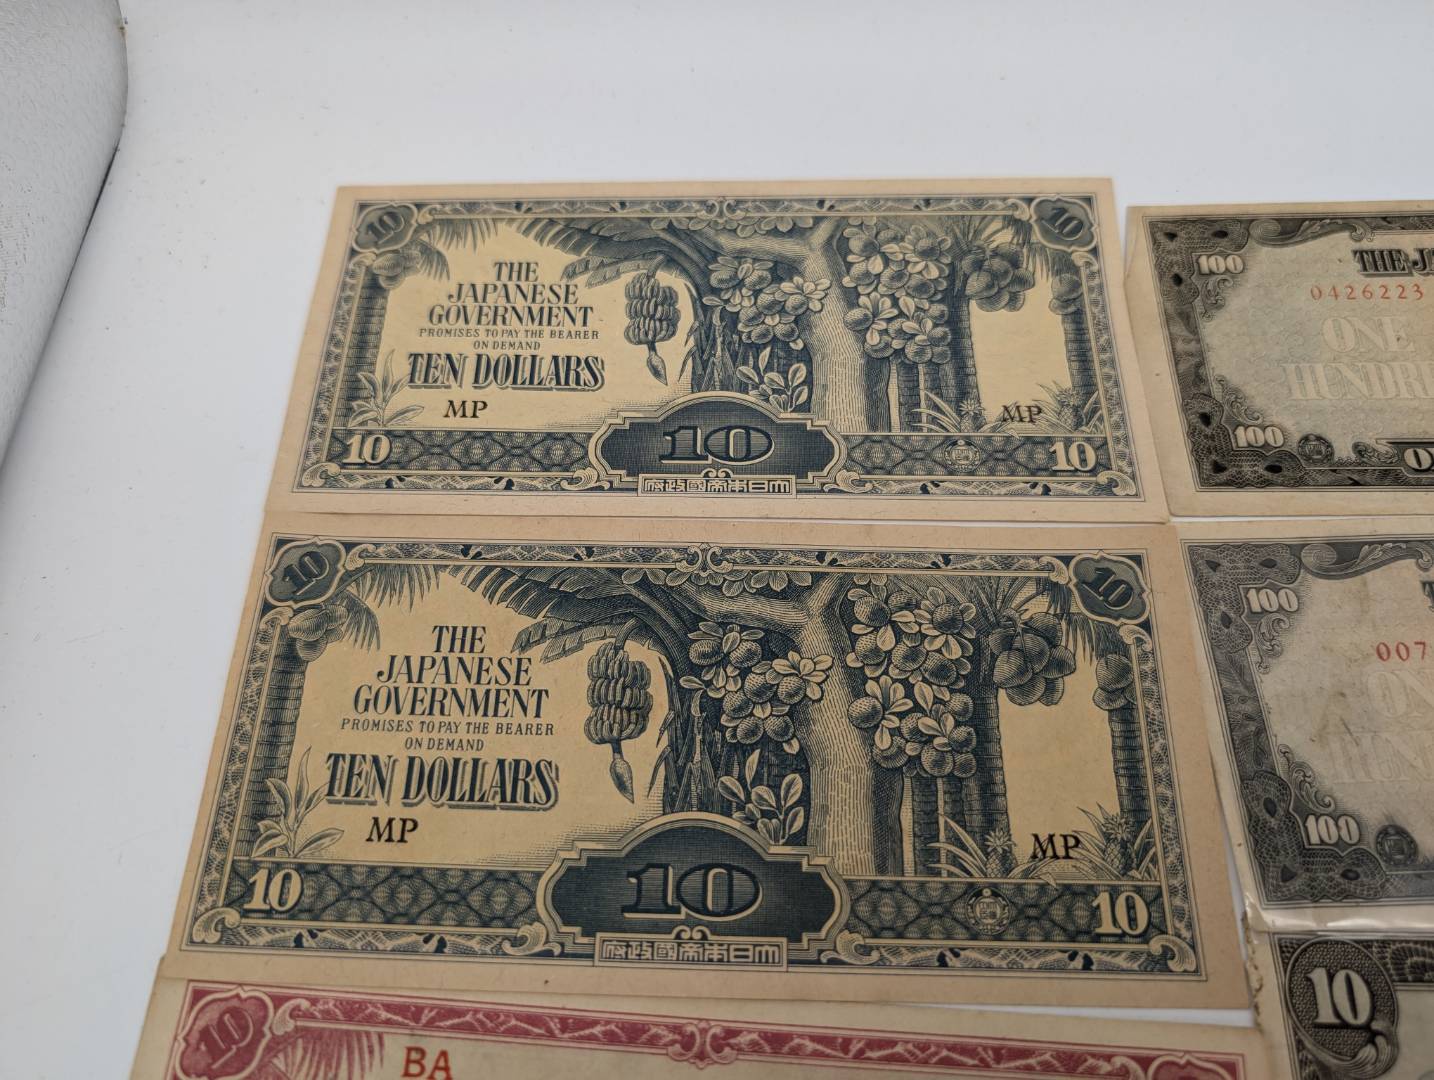 10 10
THE
JAPANESE
GOVERNMENT
PROMISES TO PAY THE BEARER
ON DEMAND
TEN DOLLARS
MP MP
10 10 10
府政國帝本日大
10 10
THE
JAPANESE
GOVERNMENT
PROMISES TO PAY THE BEARER
ON DEMAND
TEN DOLLARS
MP MP
10 10 10
府政國帝本日大
10
BA
100
0426223
ONE
100
100
007
100
10